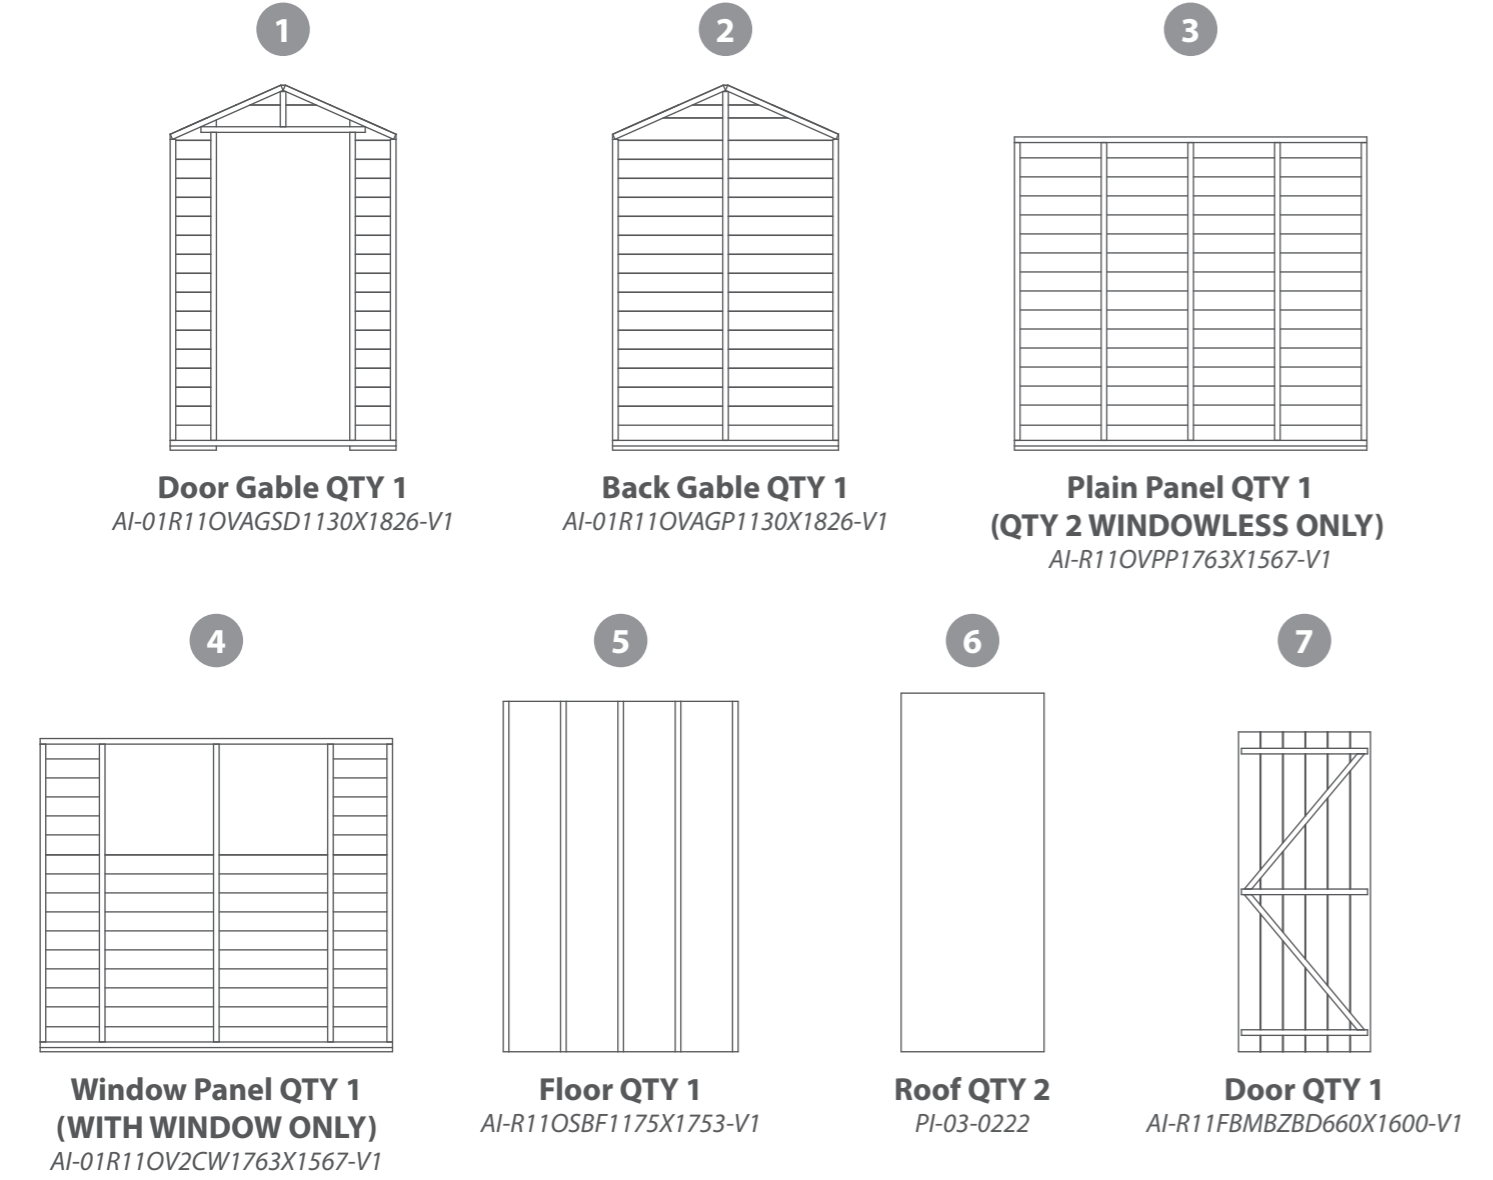 1
2
3
Door Gable QTY 1
AI-01R11OVAGSD1130X1826-V1
Back Gable QTY 1
AI-01R11OVAGP1130X1826-V1
Plain Panel QTY 1
(QTY 2 WINDOWLESS ONLY)
AI-R11OVPP1763X1567-V1
4
5
6
7
Window Panel QTY 1
(WITH WINDOW ONLY)
AI-01R11OV2CW1763X1567-V1
Floor QTY 1
AI-R11OSBF1175X1753-V1
Roof QTY 2
PI-03-0222
Door QTY 1
AI-R11FBMBZBD660X1600-V1